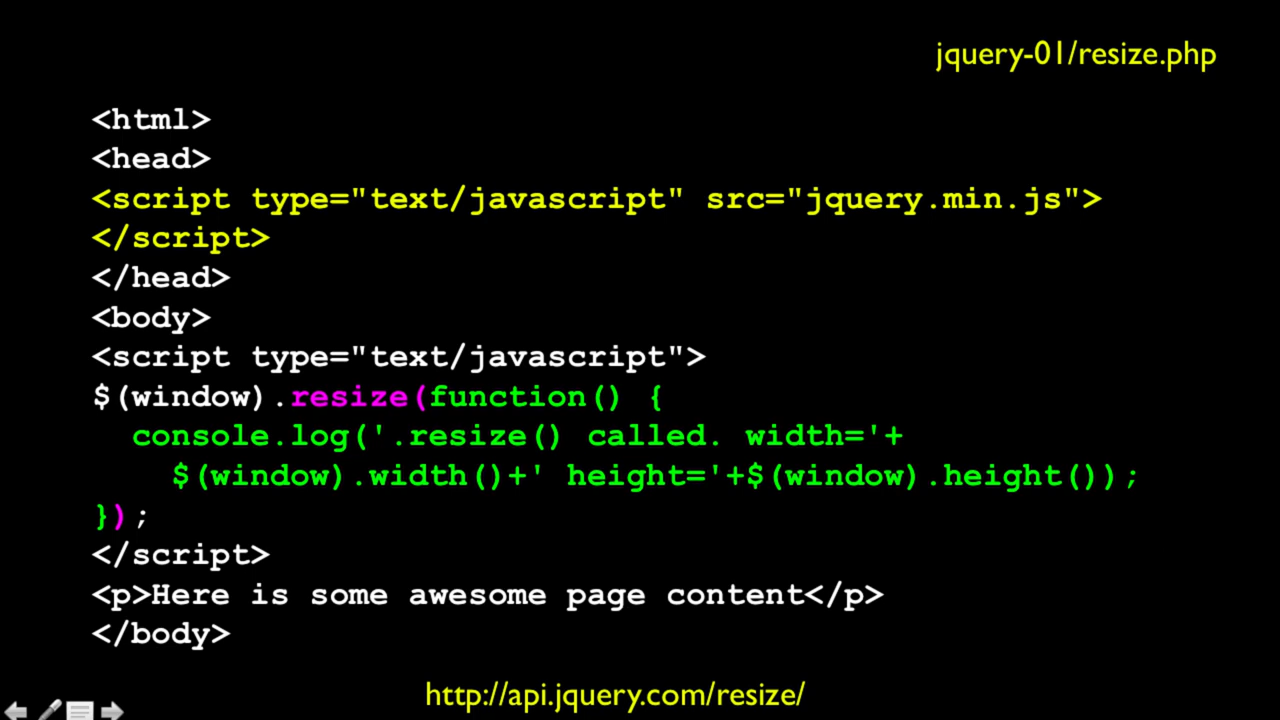 jquery-01/resize.php
<html>
<head>
<script type="text/javascript" src="jquery.min.js">
</script>
</head>
<body>
<script type="text/javascript">
$(window).resize(function() {
  console.log('.resize() called. width='+
    $(window).width()+' height='+$(window).height());
});
</script>
<p>Here is some awesome page content</p>
</body>
http://api.jquery.com/resize/